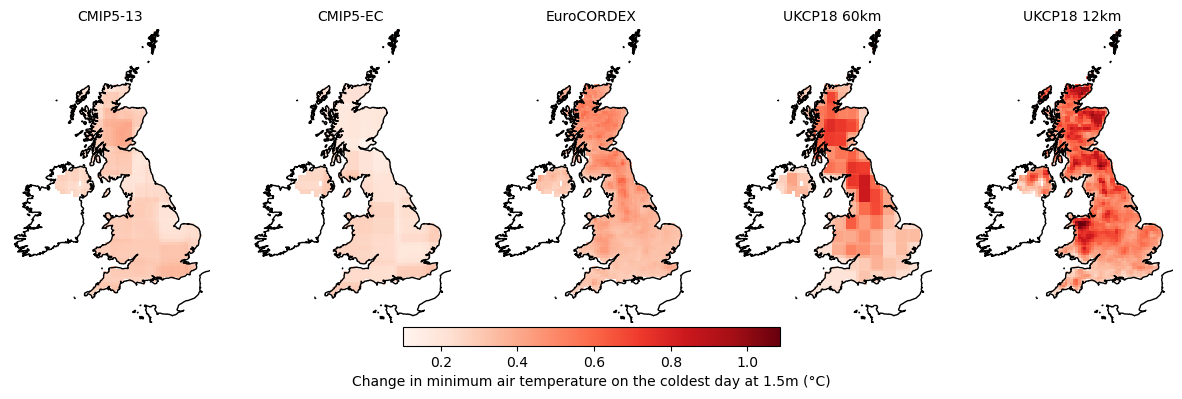 CMIP5-13
CMIP5-EC
EuroCORDEX
UKCP18 60km
UKCP18 12km
0.2
0.4
0.6
0.8
1.0
Change in minimum air temperature on the coldest day at 1.5m (°C)